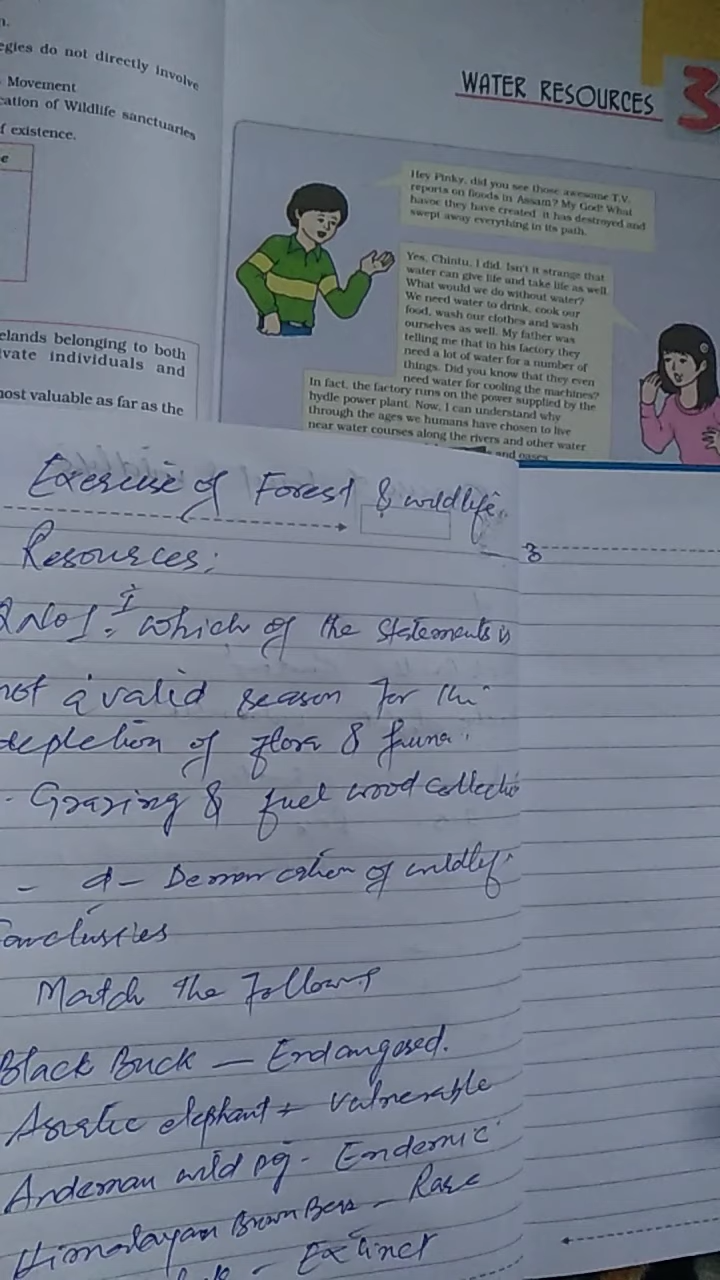 n.
egies do not directly involve
Movement
cation of Wildlife sanctuaries
f existence.
e
elands belonging to both
vate individuals and
nost valuable as far as the
WATER RESOURCES 3
Hey Pinky, did you see those awesome T.V.
reports on floods in Assam? My God! What
havoc they have created it has destroyed and
swept away everything in its path.
Yes, Chintu, I did. Isn't it strange that
water can give life and take life as well.
What would we do without water?
We need water to drink, cook our
food, wash our clothes and wash
ourselves as well. My father was
telling me that in his factory they
need a lot of water for a number of
things. Did you know that they even
need water for cooling the machines?
In fact, the factory runs on the power supplied by the
hydle power plant. Now, I can understand why
through the ages we humans have chosen to live
near water courses along the rivers and other water
and oases
Exercise of Forest & wildlife
Resources:
QNo1. I which of the statements is
not a valid reason for the
depletion of flora & fauna.
- Grazing & fuel wood collectio
- d - Demarcation of wildlife
Match the Follows
Black Buck — Endangered.
Asiatic elephant - vulnerable
Andeman wild pg - Endemic
Himalayan Brown Bear - Rare
- Extinct